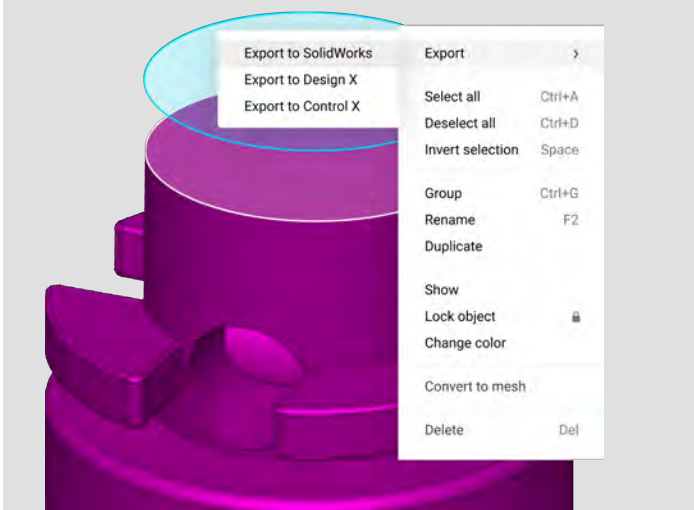 Export to SolidWorks
Export to Design X
Export to Control X
Export >
Select all Ctrl+A
Deselect all Ctrl+D
Invert selection Space
Group Ctrl+G
Rename F2
Duplicate
Show
Lock object
Change color
Convert to mesh
Delete Del